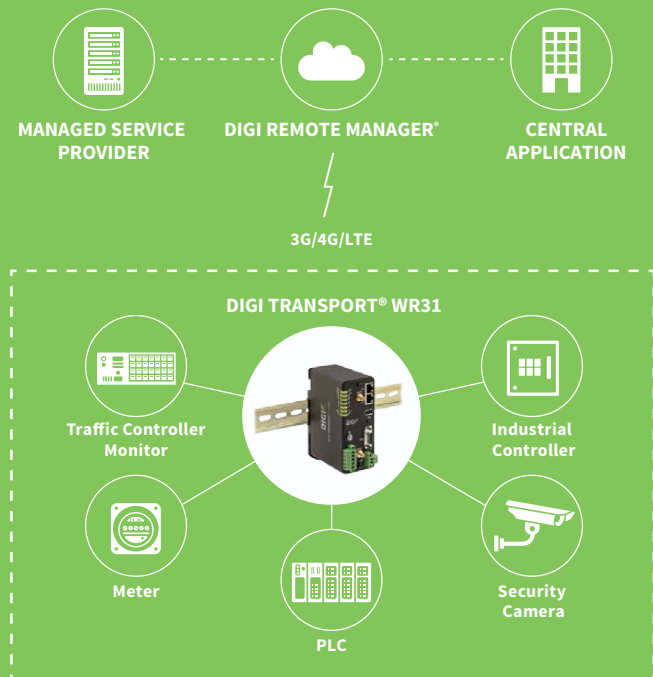 MANAGED SERVICE
PROVIDER
DIGI REMOTE MANAGER®
CENTRAL
APPLICATION
3G/4G/LTE
DIGI TRANSPORT® WR31
Traffic Controller
Monitor
Industrial
Controller
DIGI
Meter
Security
Camera
PLC